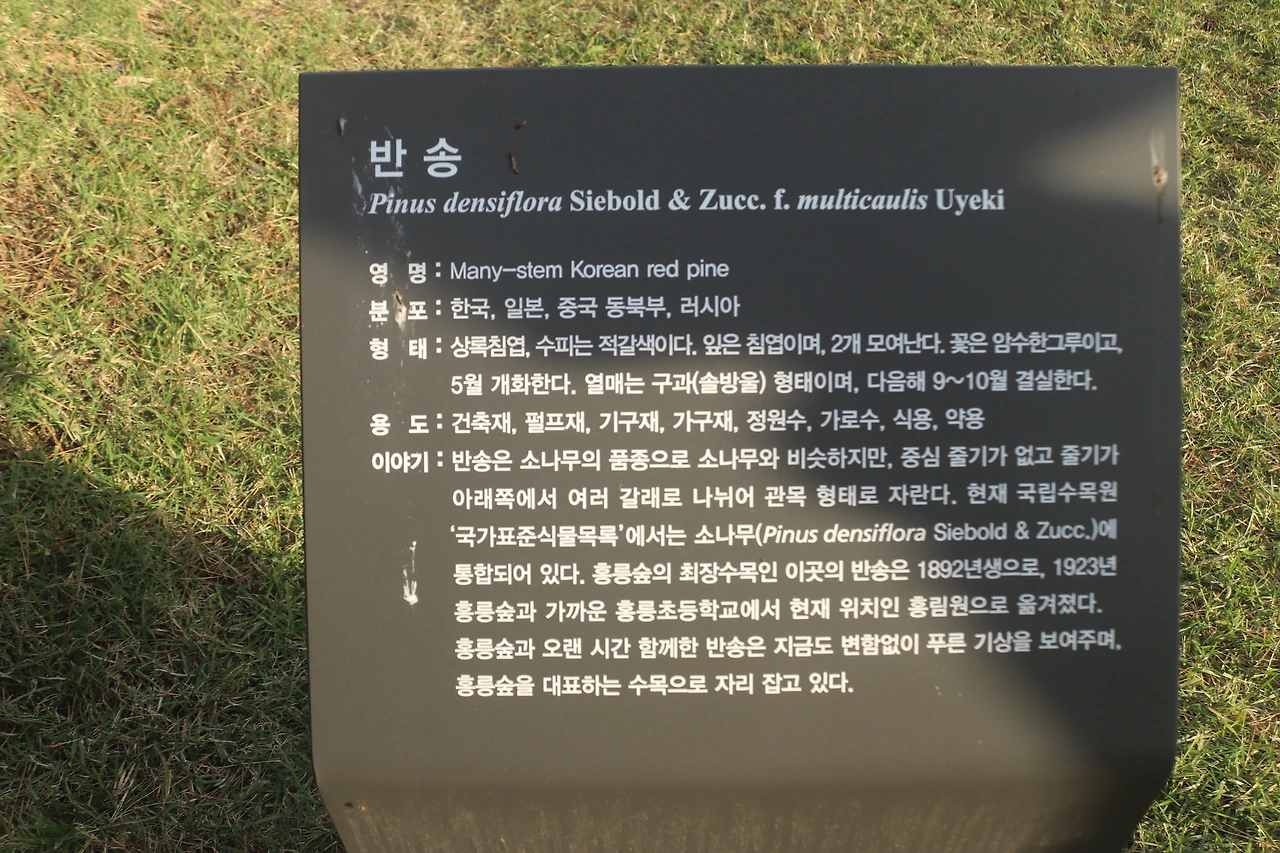 반 송
Pinus densiflora Siebold & Zucc. f. multicaulis Uyeki
영 명 : Many-stem Korean red pine
분 포 : 한국, 일본, 중국 동북부, 러시아
형 태 : 상록침엽, 수피는 적갈색이다. 잎은 침엽이며, 2개 모여난다. 꽃은 암수한그루이고,
5월 개화한다. 열매는 구과(솔방울) 형태이며, 다음해 9~10월 결실한다.
용 도 : 건축재, 펄프재, 기구재, 가구재, 정원수, 가로수, 식용, 약용
이야기 : 반송은 소나무의 품종으로 소나무와 비슷하지만, 중심 줄기가 없고 줄기가
아래쪽에서 여러 갈래로 나뉘어 관목 형태로 자란다. 현재 국립수목원
‘국가표준식물목록’에서는 소나무(Pinus densiflora Siebold & Zucc.)에
통합되어 있다. 홍릉숲의 최장수목인 이곳의 반송은 1892년생으로, 1923년
홍릉숲과 가까운 홍릉초등학교에서 현재 위치인 홍림원으로 옮겨졌다.
홍릉숲과 오랜 시간 함께한 반송은 지금도 변함없이 푸른 기상을 보여주며,
홍릉숲을 대표하는 수목으로 자리 잡고 있다.